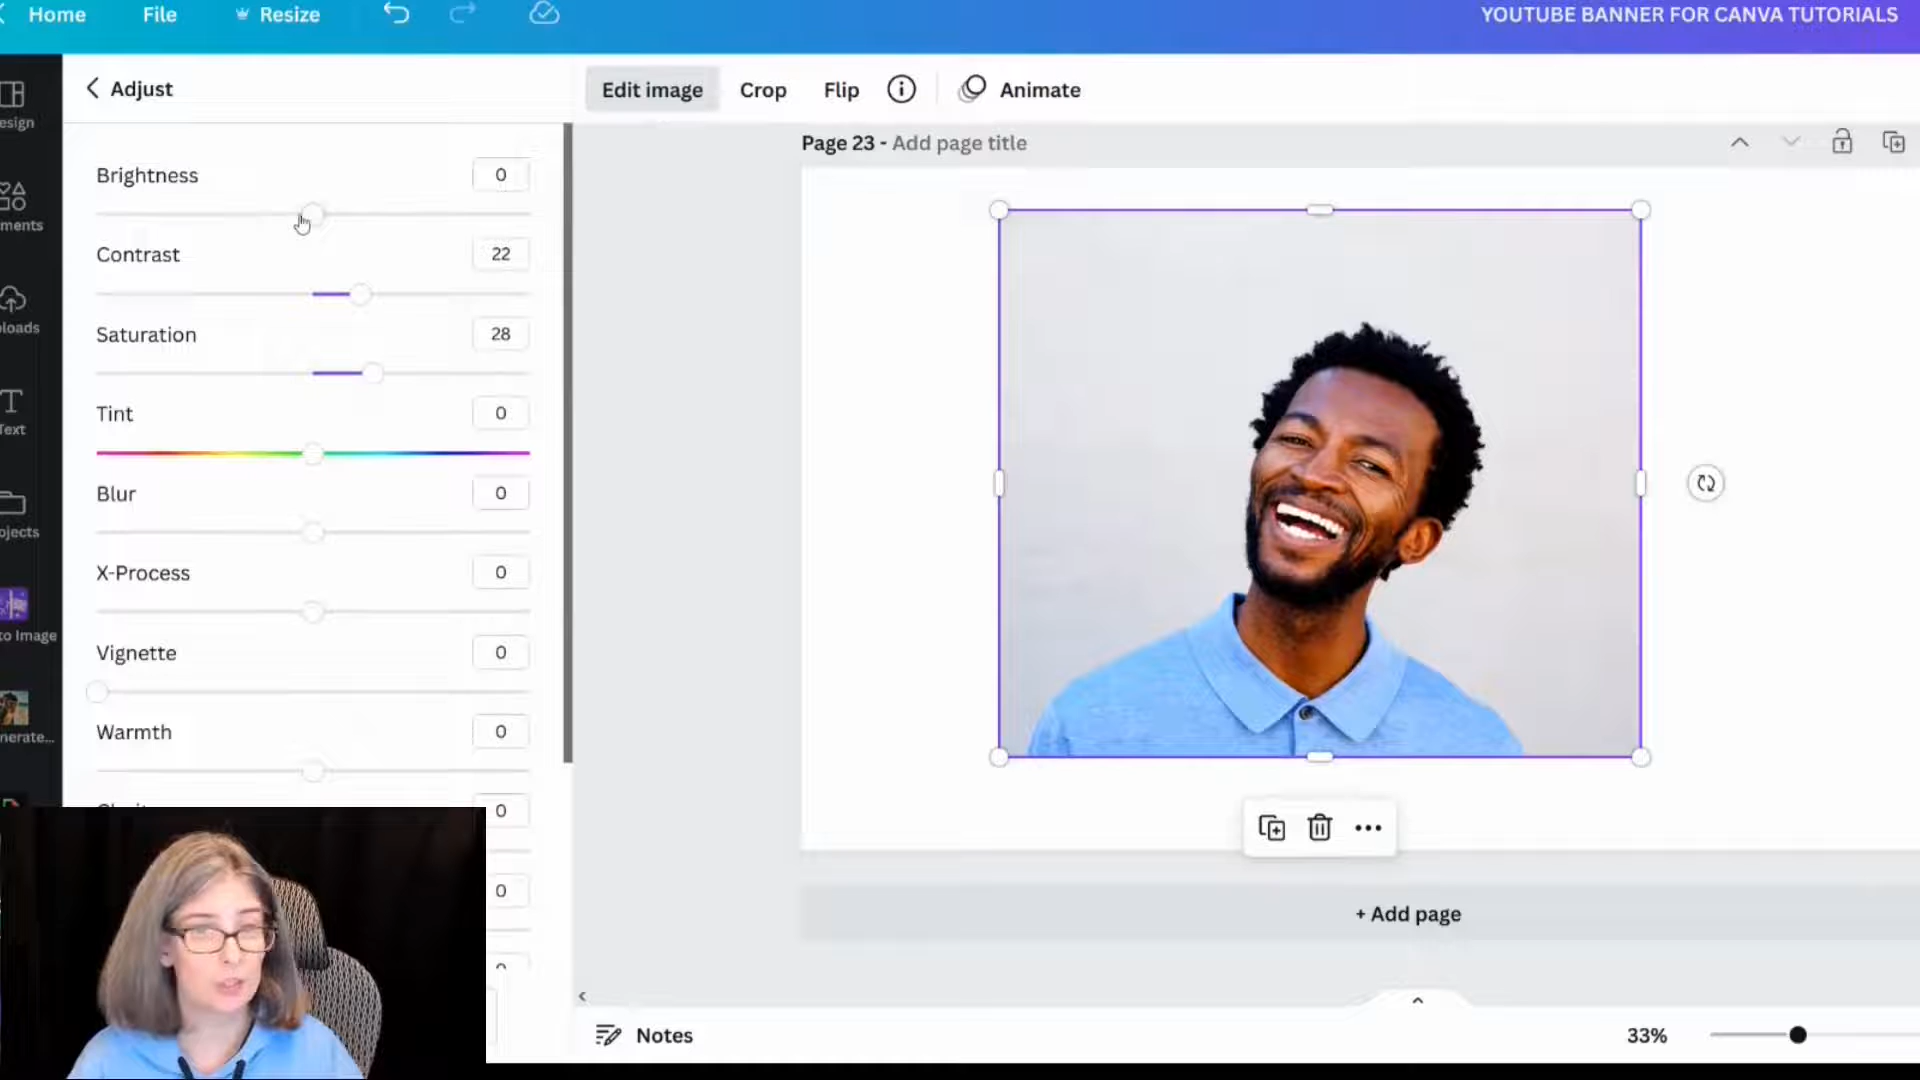 Home File Resize YOUTUBE BANNER FOR CANVA TUTORIALS
Adjust
Edit image Crop Flip Animate
Page 23 - Add page title
esign
Brightness 0
ments
Contrast 22
loads
Saturation 28
Text
Tint 0
ojects
Blur 0
X-Process 0
to Image
Vignette 0
nerate...
Warmth 0
0
0
+ Add page
Notes 33%